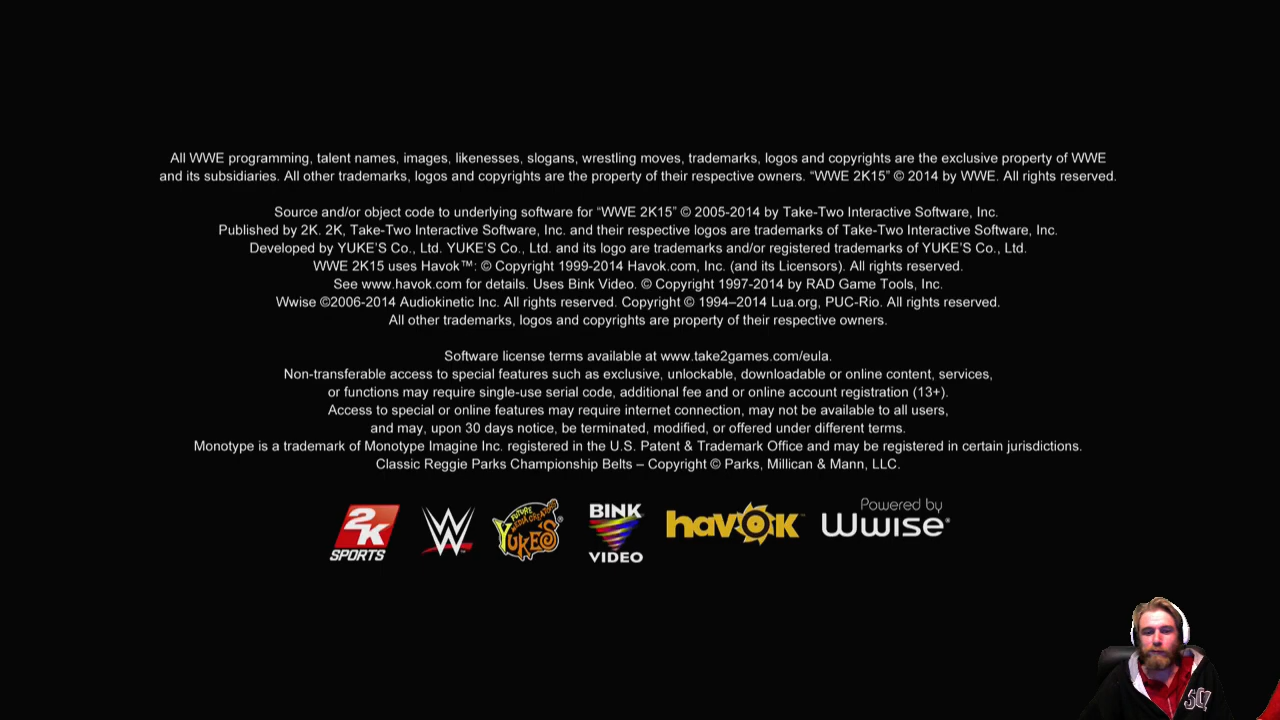 All WWE programming, talent names, images, likenesses, slogans, wrestling moves, trademarks, logos and copyrights are the exclusive property of WWE
and its subsidiaries. All other trademarks, logos and copyrights are the property of their respective owners. “WWE 2K15” © 2014 by WWE. All rights reserved.
Source and/or object code to underlying software for “WWE 2K15” © 2005-2014 by Take-Two Interactive Software, Inc.
Published by 2K. 2K, Take-Two Interactive Software, Inc. and their respective logos are trademarks of Take-Two Interactive Software, Inc.
Developed by YUKE’S Co., Ltd. YUKE’S Co., Ltd. and its logo are trademarks and/or registered trademarks of YUKE’S Co., Ltd.
WWE 2K15 uses Havok™: © Copyright 1999-2014 Havok.com, Inc. (and its Licensors). All rights reserved.
See www.havok.com for details. Uses Bink Video. © Copyright 1997-2014 by RAD Game Tools, Inc.
Wwise ©2006-2014 Audiokinetic Inc. All rights reserved. Copyright © 1994–2014 Lua.org, PUC-Rio. All rights reserved.
All other trademarks, logos and copyrights are property of their respective owners.
Software license terms available at www.take2games.com/eula.
Non-transferable access to special features such as exclusive, unlockable, downloadable or online content, services,
or functions may require single-use serial code, additional fee and or online account registration (13+).
Access to special or online features may require internet connection, may not be available to all users,
and may, upon 30 days notice, be terminated, modified, or offered under different terms.
Monotype is a trademark of Monotype Imagine Inc. registered in the U.S. Patent & Trademark Office and may be registered in certain jurisdictions.
Classic Reggie Parks Championship Belts – Copyright © Parks, Millican & Mann, LLC.
2K
SPORTS
W
FUTURE
MEDIA CREATOR
YUKE'S
BINK
VIDEO
havok™
Powered by
Wwise®